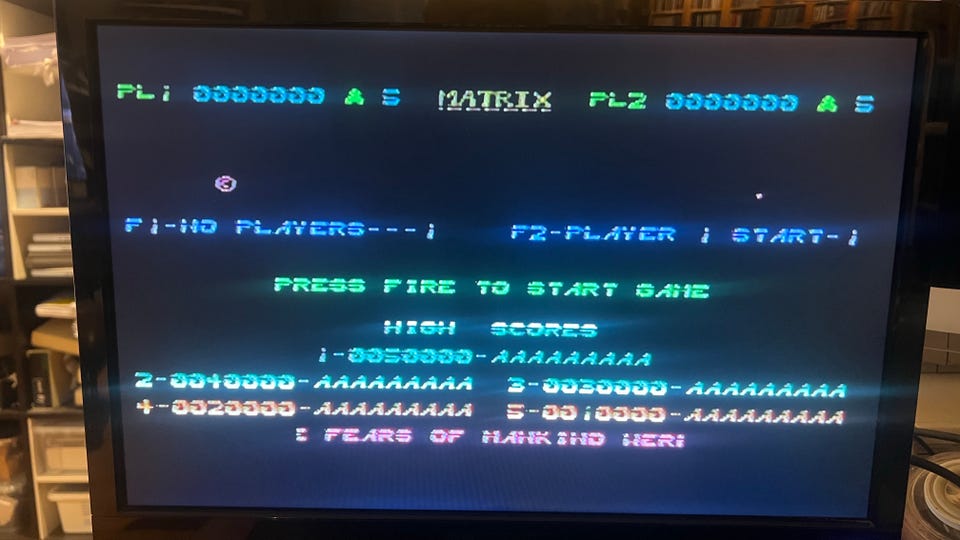 PL1 0000000 5 MATRIX PL2 0000000 5
©
F1-NO PLAYERS---1 F2-PLAYER 1 START-1
PRESS FIRE TO START GAME
HIGH SCORES
1-0050000-AAAAAAAAA
2-0040000-AAAAAAAAA 3-0030000-AAAAAAAAA
4-0020000-AAAAAAAAA 5-0010000-AAAAAAAAA
FEARS OF MANKIND WER